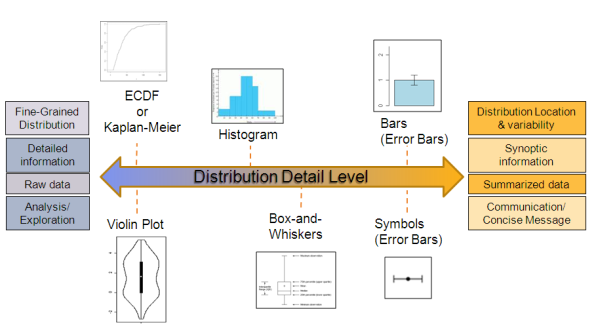 ECDF
or
Kaplan-Meier
Histogram
Bars
(Error Bars)
Fine-Grained
Distribution
Detailed
information
Raw data
Analysis/
Exploration
Distribution Detail Level
Distribution Location
& variability
Synoptic
information
Summarized data
Communication/
Concise Message
Violin Plot
Box-and-
Whiskers
Symbols
(Error Bars)